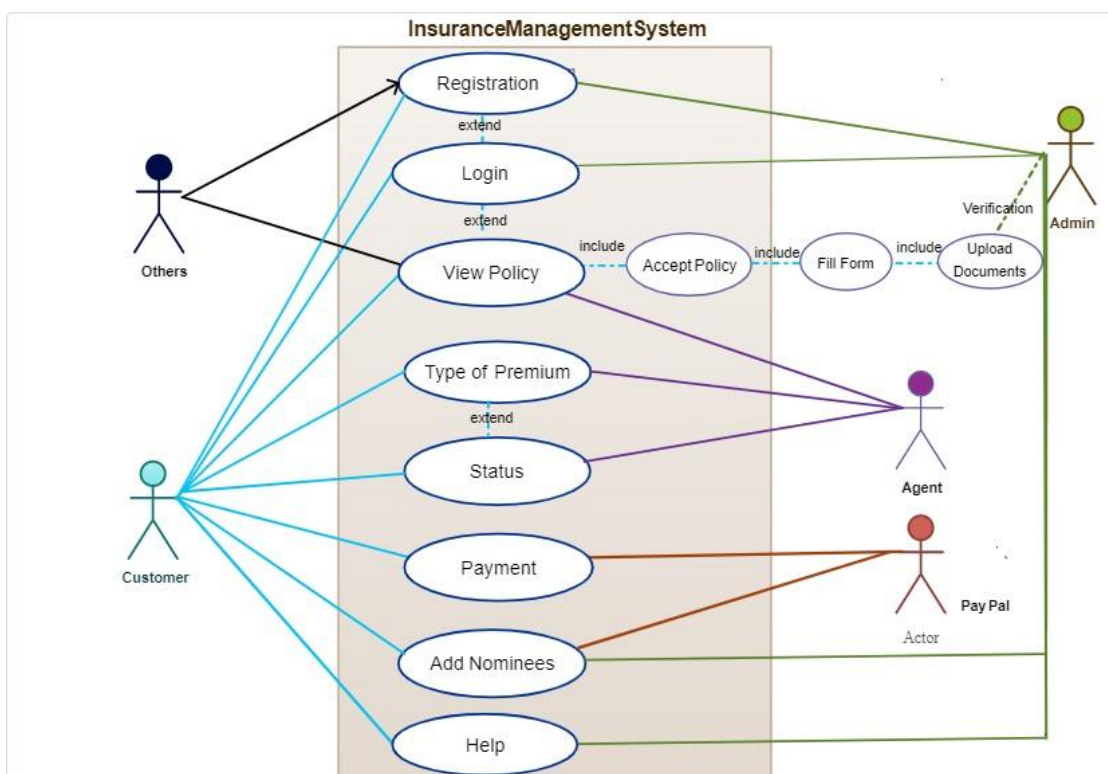 InsuranceManagementSystem
Registration
extend
Login
extend
View Policy
include
Accept Policy
include
Fill Form
include
Upload
Documents
Verification
Admin
Others
Type of Premium
extend
Status
Agent
Customer
Payment
Pay Pal
Actor
Add Nominees
Help